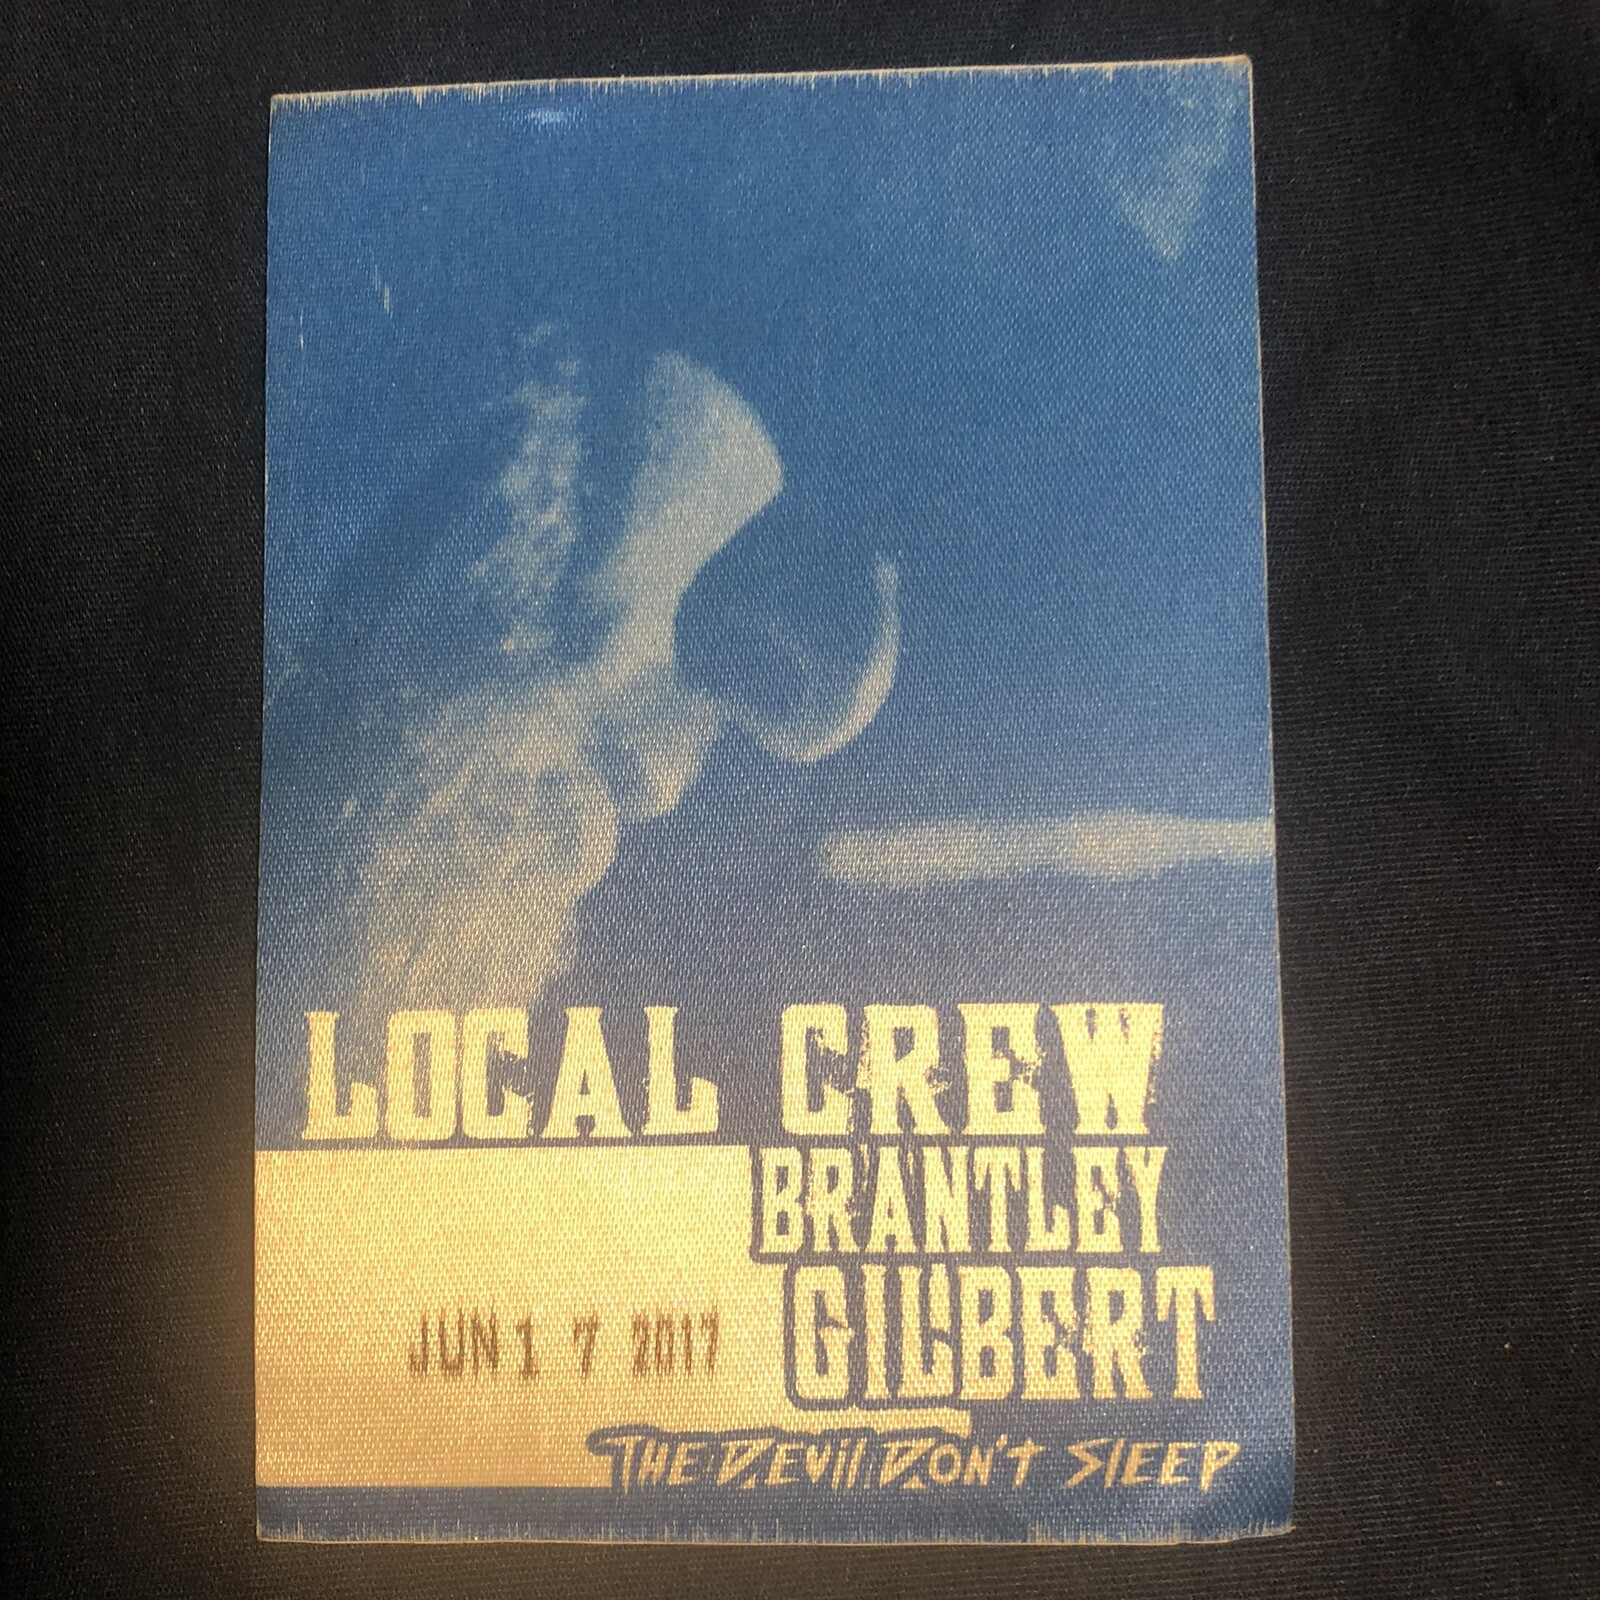 LOCAL CREW
BRANTLEY
GILBERT
JUN 1 7 2017
THE DEVIL DON'T SLEEP